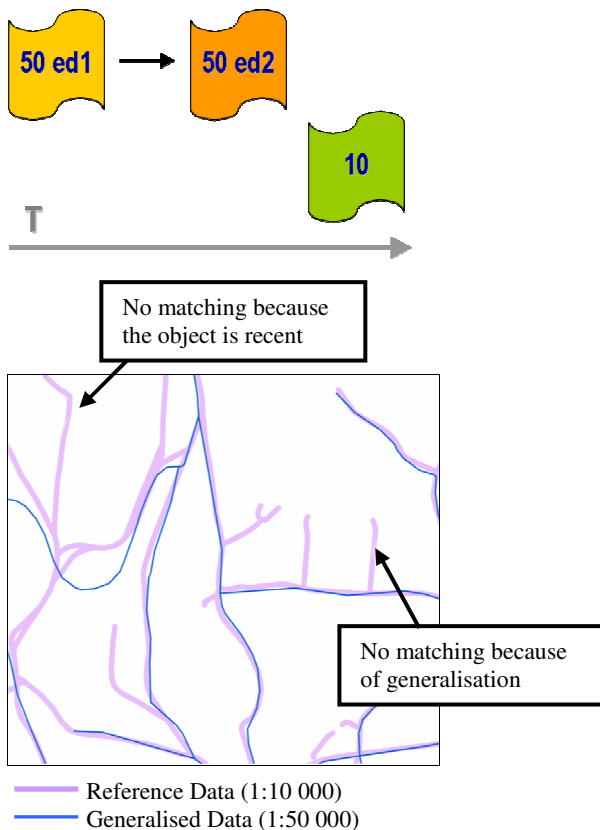 50 ed1
50 ed2
10
T
No matching because
the object is recent
No matching because
of generalisation
Reference Data (1:10 000)
Generalised Data (1:50 000)